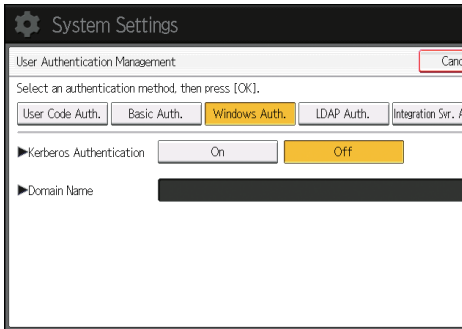 System Settings
User Authentication Management
Canc
Select an authentication method, then press [OK].
User Code Auth. Basic Auth. Windows Auth. LDAP Auth. Integration Svr. A
▶Kerberos Authentication On Off
▶Domain Name